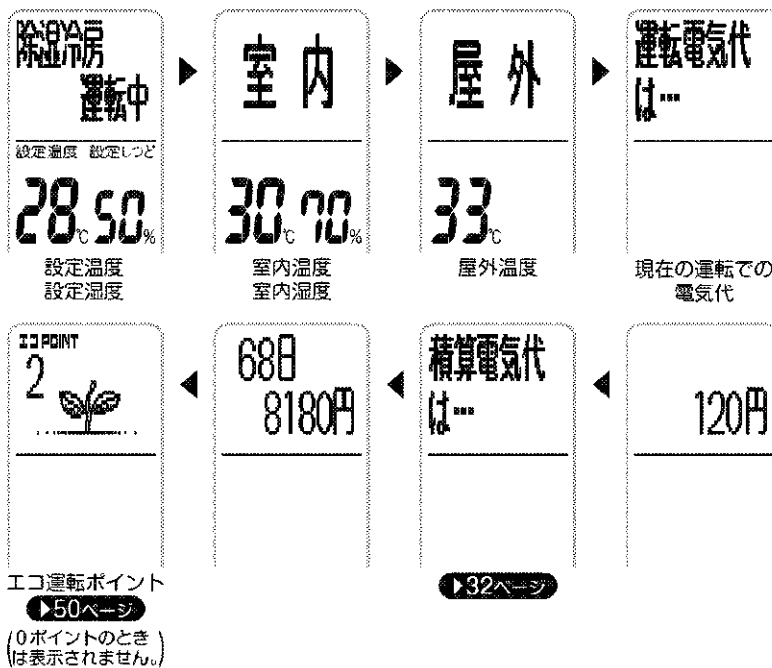 除湿冷房
運転中
設定温度 設定しつど
28℃ 50%
設定温度
設定湿度
室内
30℃ 70%
室内温度
室内湿度
屋外
33℃
屋外温度
運転電気代
は…
現在の運転での
電気代
120円
積算電気代
は…
▶32ページ
68日
8180円
エコPOINT
2
エコ運転ポイント
▶50ページ
(0ポイントのとき
は表示されません。)